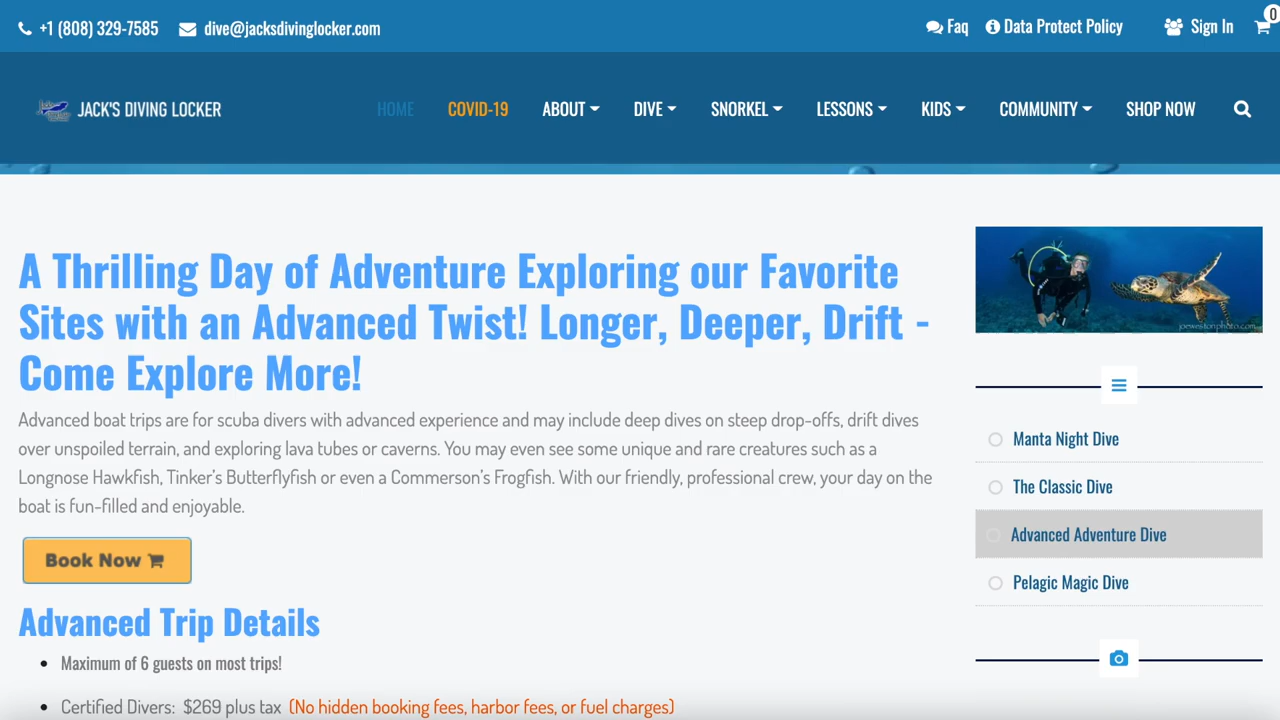 +1 (808) 329-7585 dive@jacksdivinglocker.com Faq Data Protect Policy Sign In 0
JACK'S DIVING LOCKER HOME COVID-19 ABOUT DIVE SNORKEL LESSONS KIDS COMMUNITY SHOP NOW
A Thrilling Day of Adventure Exploring our Favorite
Sites with an Advanced Twist! Longer, Deeper, Drift -
Come Explore More!
Advanced boat trips are for scuba divers with advanced experience and may include deep dives on steep drop-offs, drift dives
over unspoiled terrain, and exploring lava tubes or caverns. You may even see some unique and rare creatures such as a
Longnose Hawkfish, Tinker's Butterflyfish or even a Commerson's Frogfish. With our friendly, professional crew, your day on the
boat is fun-filled and enjoyable.
Book Now
Advanced Trip Details
Maximum of 6 guests on most trips!
Certified Divers: $269 plus tax (No hidden booking fees, harbor fees, or fuel charges)
joewestonphoto.com
Manta Night Dive
The Classic Dive
Advanced Adventure Dive
Pelagic Magic Dive